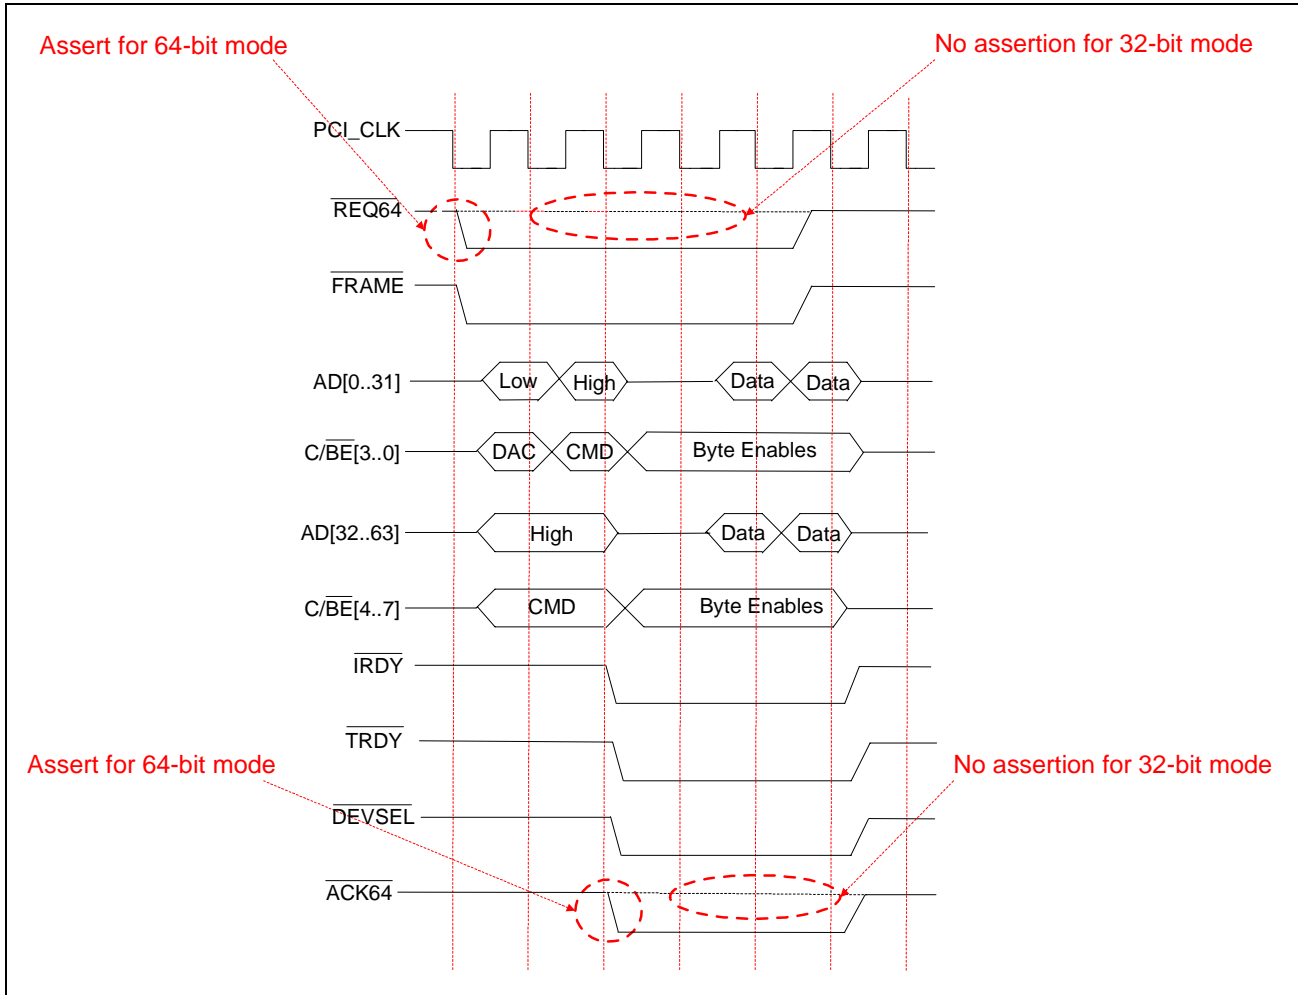 Assert for 64-bit mode
No assertion for 32-bit mode
PCI_CLK
REQ64
FRAME
AD[0..31]
Low
High
Data
Data
C/BE[3..0]
DAC
CMD
Byte Enables
AD[32..63]
High
Data
Data
C/BE[4..7]
CMD
Byte Enables
IRDY
TRDY
Assert for 64-bit mode
No assertion for 32-bit mode
DEVSEL
ACK64